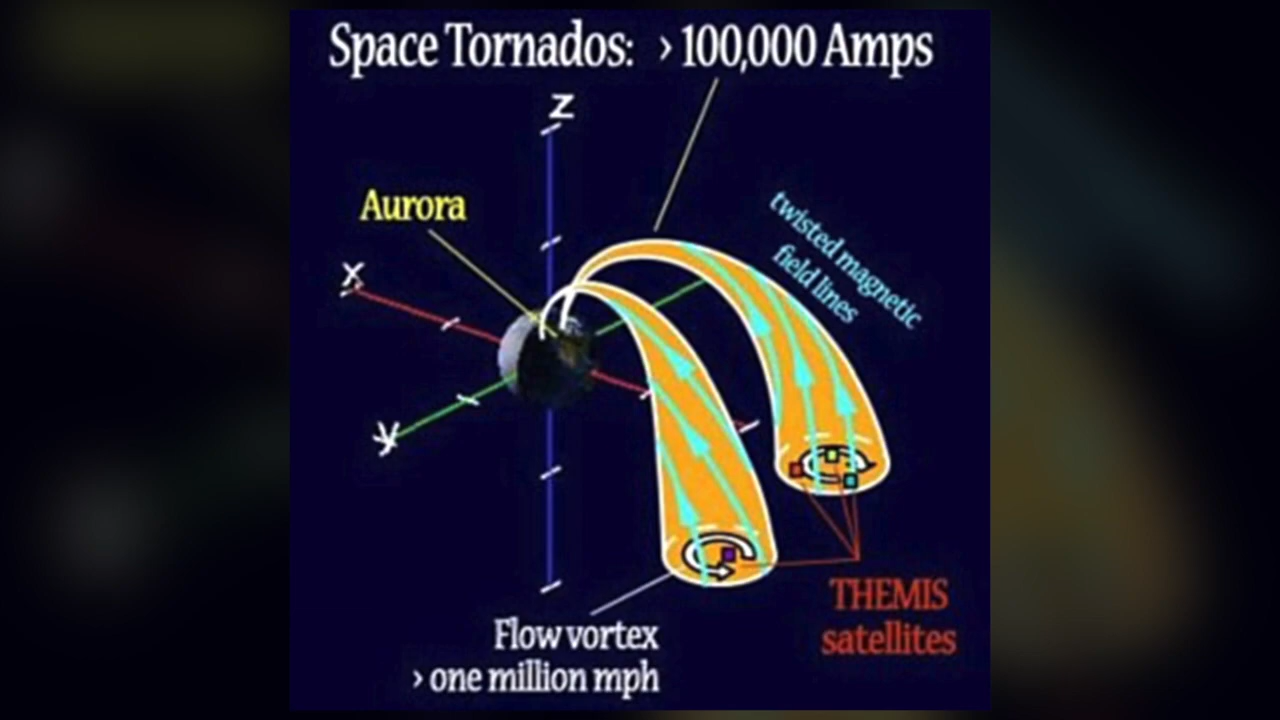 Space Tornados: > 100,000 Amps
Z
Aurora
twisted magnetic
field lines
X
y
THEMIS
satellites
Flow vortex
> one million mph